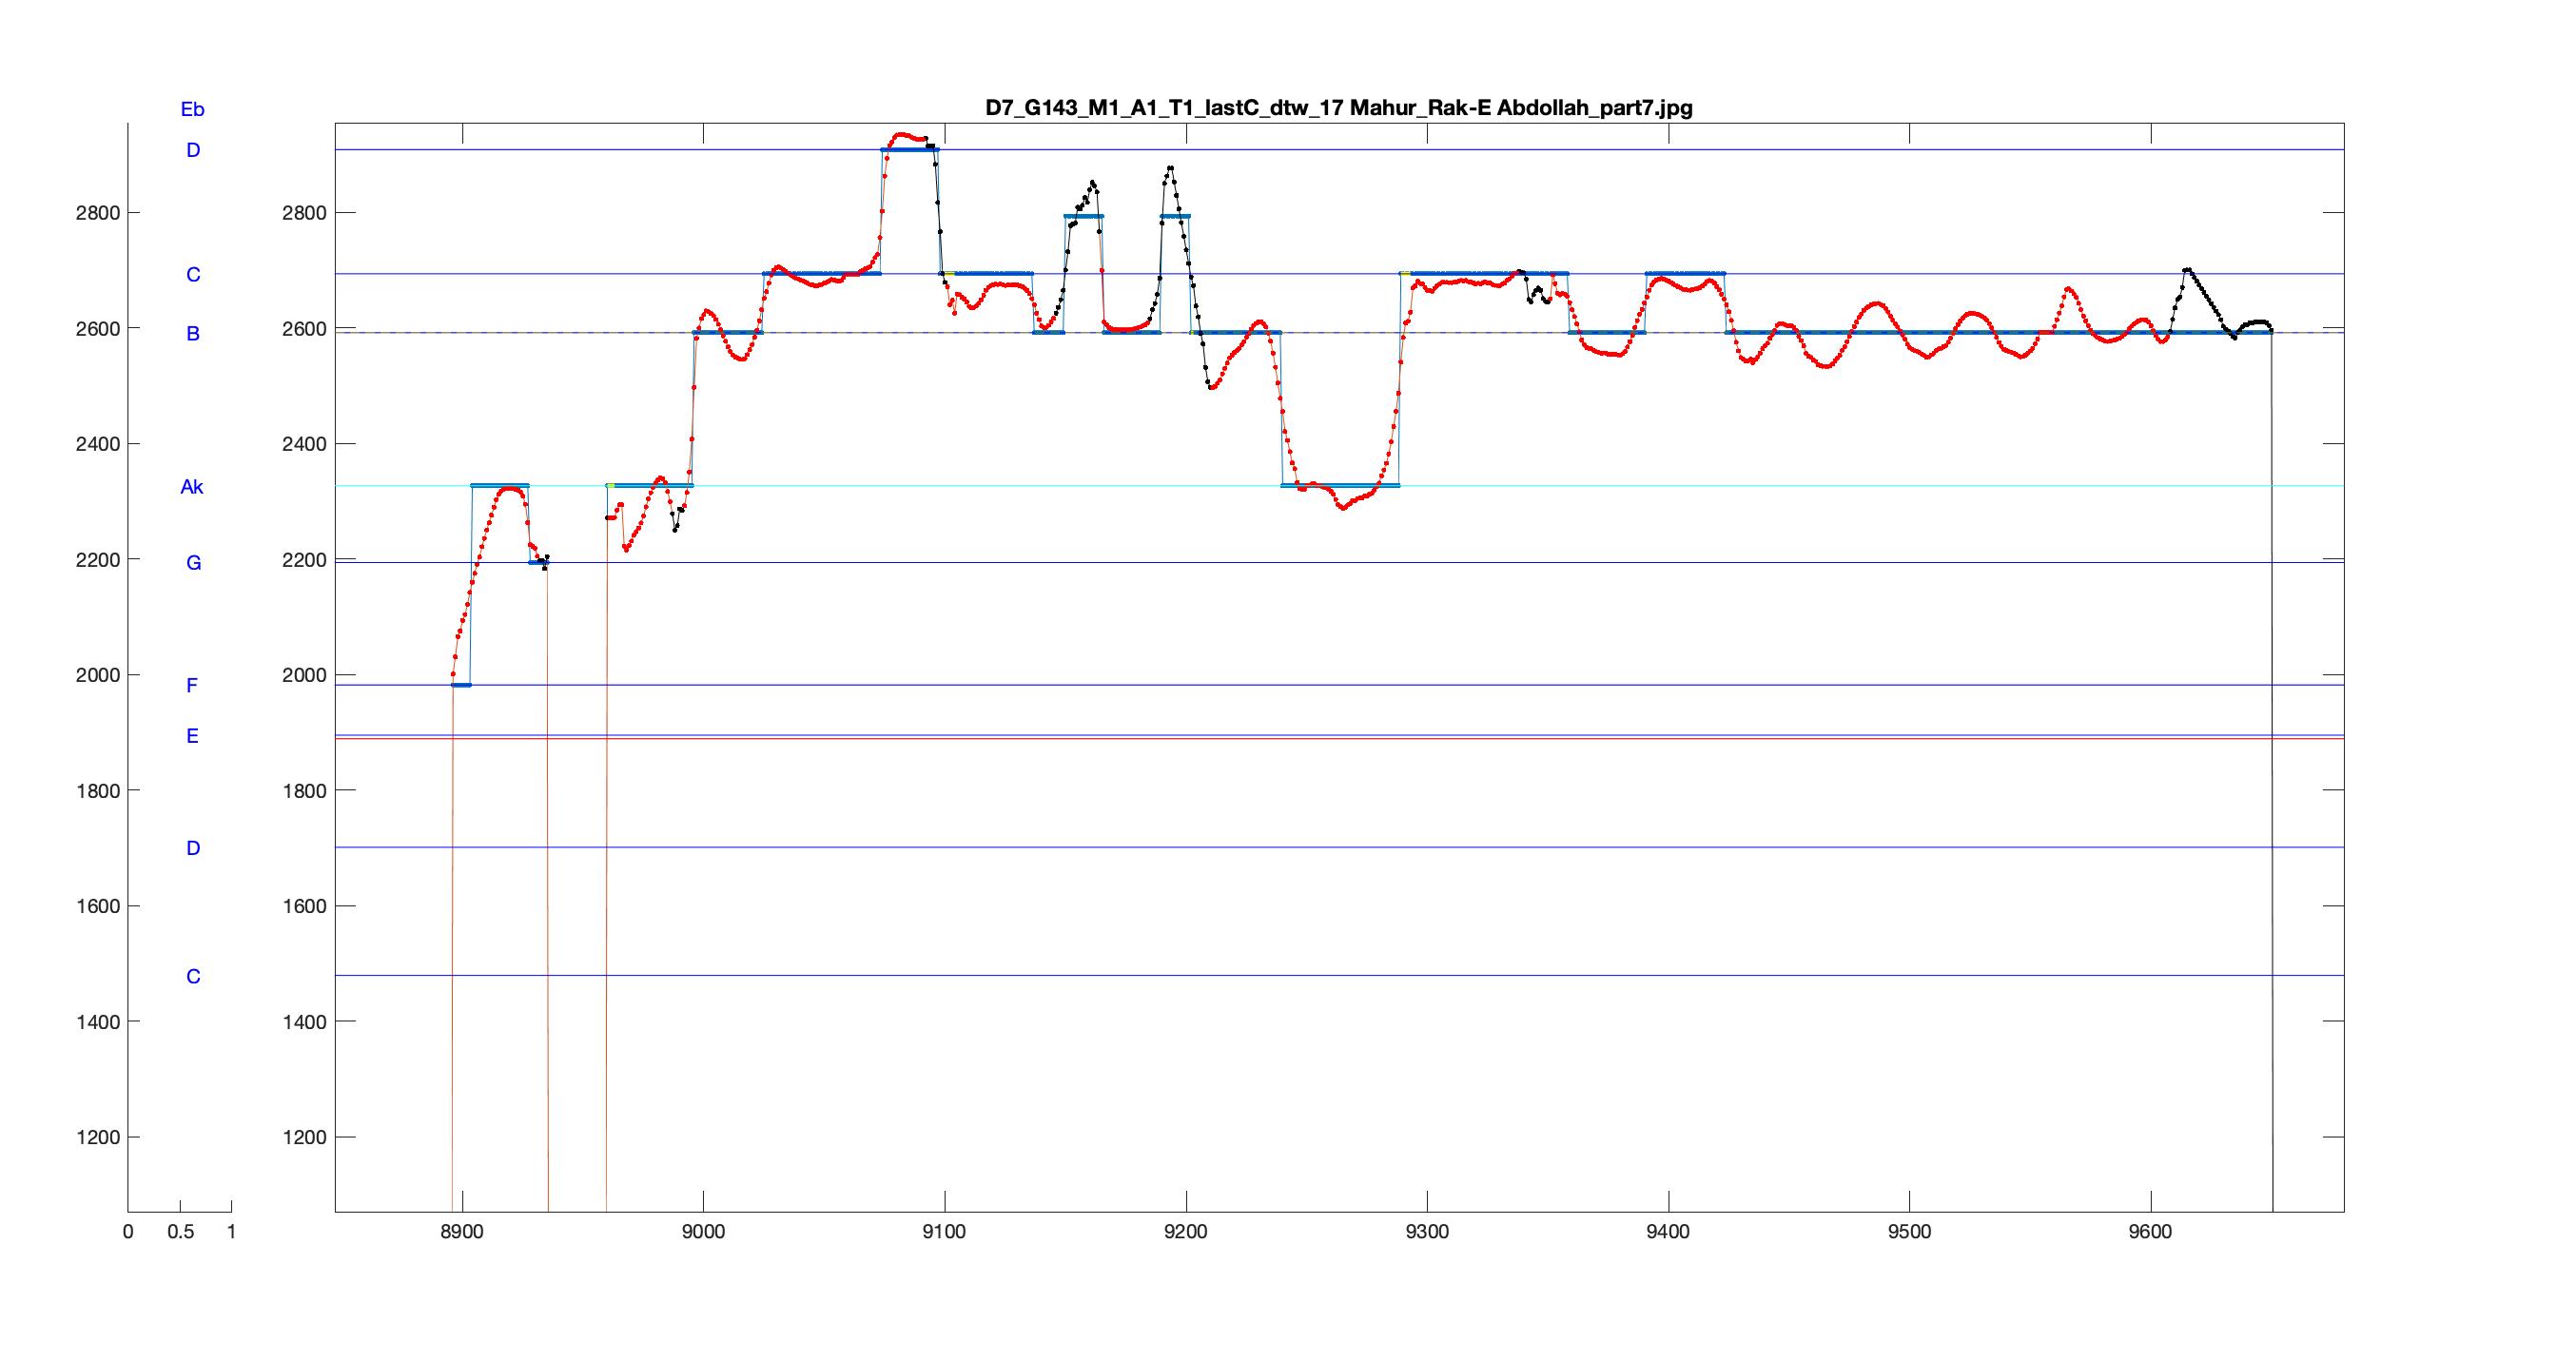 D7_G143_M1_A1_T1_lastC_dtw_17 Mahur_Rak-E Abdollah_part7.jpg
Eb
D
2800 2800
C
2600 2600
B
2400 2400
Ak
2200 2200
G
2000 2000
F
E
1800 1800
D
1600 1600
C
1400 1400
1200 1200
0 0.5 1 8900 9000 9100 9200 9300 9400 9500 9600